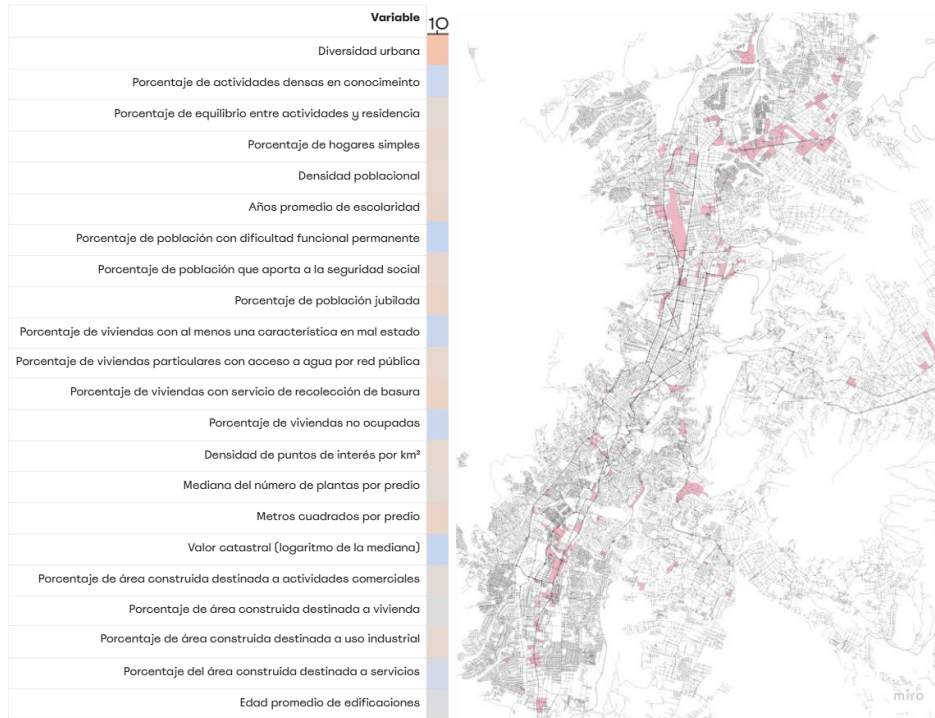 Variable
10
Diversidad urbana
Porcentaje de actividades densas en conocimeinto
Porcentaje de equilibrio entre actividades y residencia
Porcentaje de hogares simples
Densidad poblacional
Años promedio de escolaridad
Porcentaje de población con dificultad funcional permanente
Porcentaje de población que aporta a la seguridad social
Porcentaje de población jubilada
Porcentaje de viviendas con al menos una característica en mal estado
Porcentaje de viviendas particulares con acceso a agua por red pública
Porcentaje de viviendas con servicio de recolección de basura
Porcentaje de viviendas no ocupadas
Densidad de puntos de interés por km²
Mediana del número de plantas por predio
Metros cuadrados por predio
Valor catastral (logaritmo de la mediana)
Porcentaje de área construida destinada a actividades comerciales
Porcentaje de área construida destinada a vivienda
Porcentaje de área construida destinada a uso industrial
Porcentaje del área construida destinada a servicios
Edad promedio de edificaciones
miro